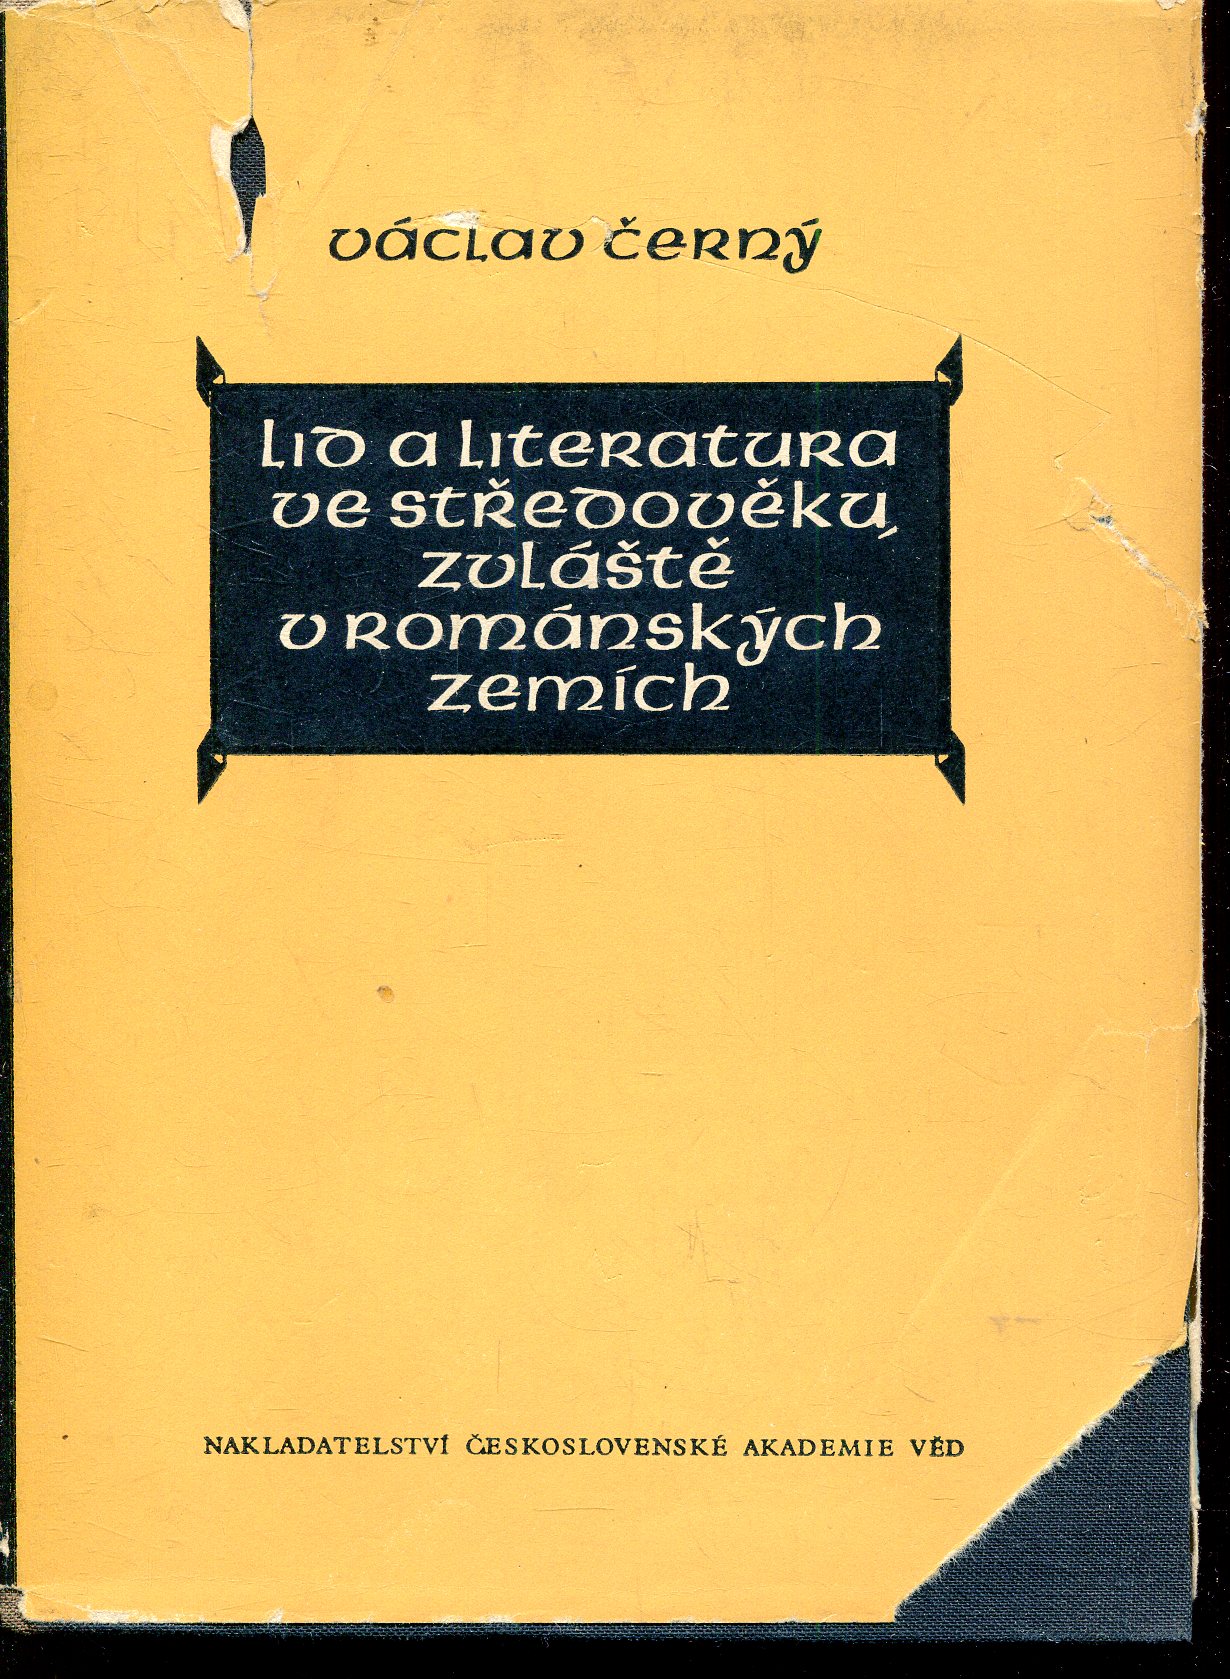 Václav Černý
Lid a literatura
ve středověku,
zvláště
v románských
zemích
NAKLADATELSTVÍ ČESKOSLOVENSKÉ AKADEMIE VĚD